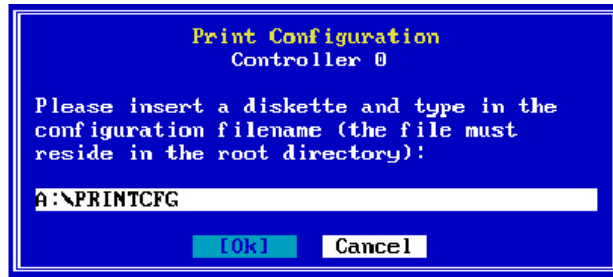 Print Configuration
Controller 0
Please insert a diskette and type in the
configuration filename (the file must
reside in the root directory):
A:\PRINTCFG
[Ok] Cancel